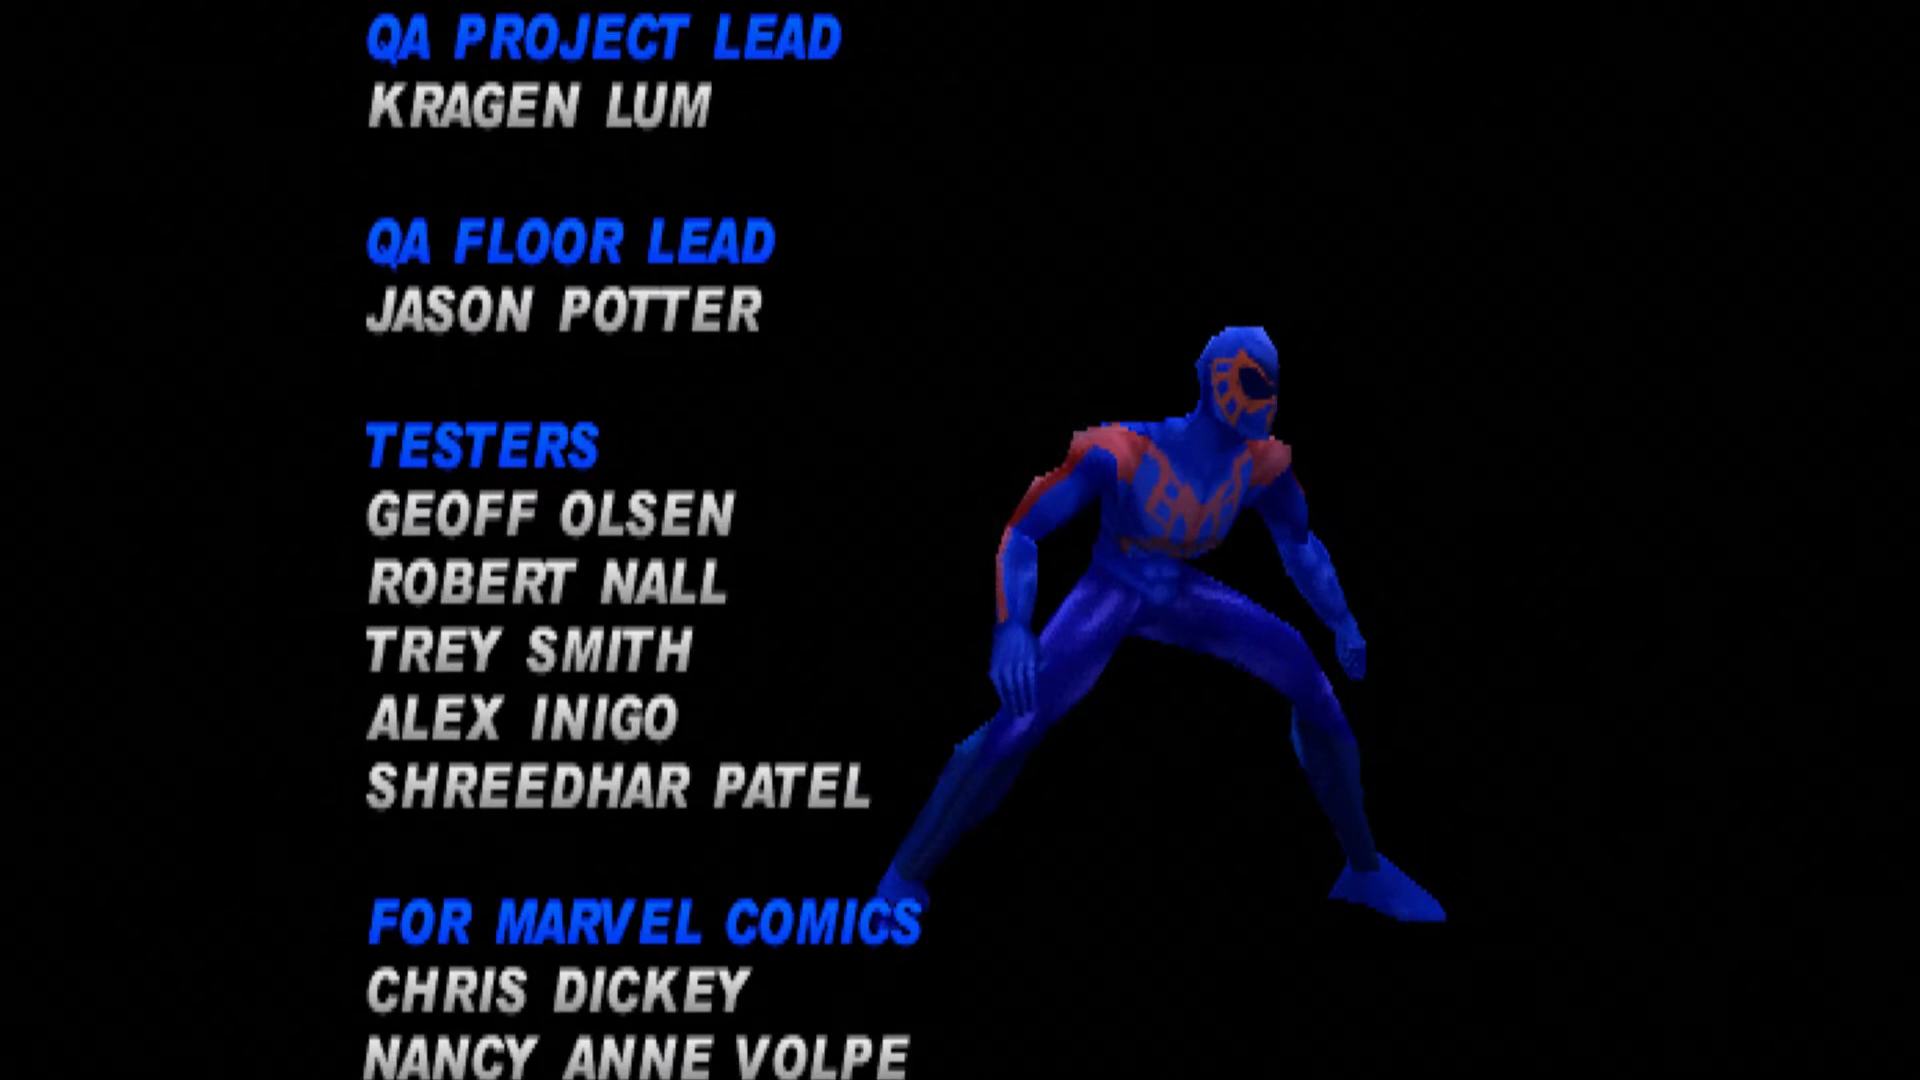 QA PROJECT LEAD
KRAGEN LUM
QA FLOOR LEAD
JASON POTTER
TESTERS
GEOFF OLSEN
ROBERT NALL
TREY SMITH
ALEX INIGO
SHREEDHAR PATEL
FOR MARVEL COMICS
CHRIS DICKEY
NANCY ANNE VOLPE